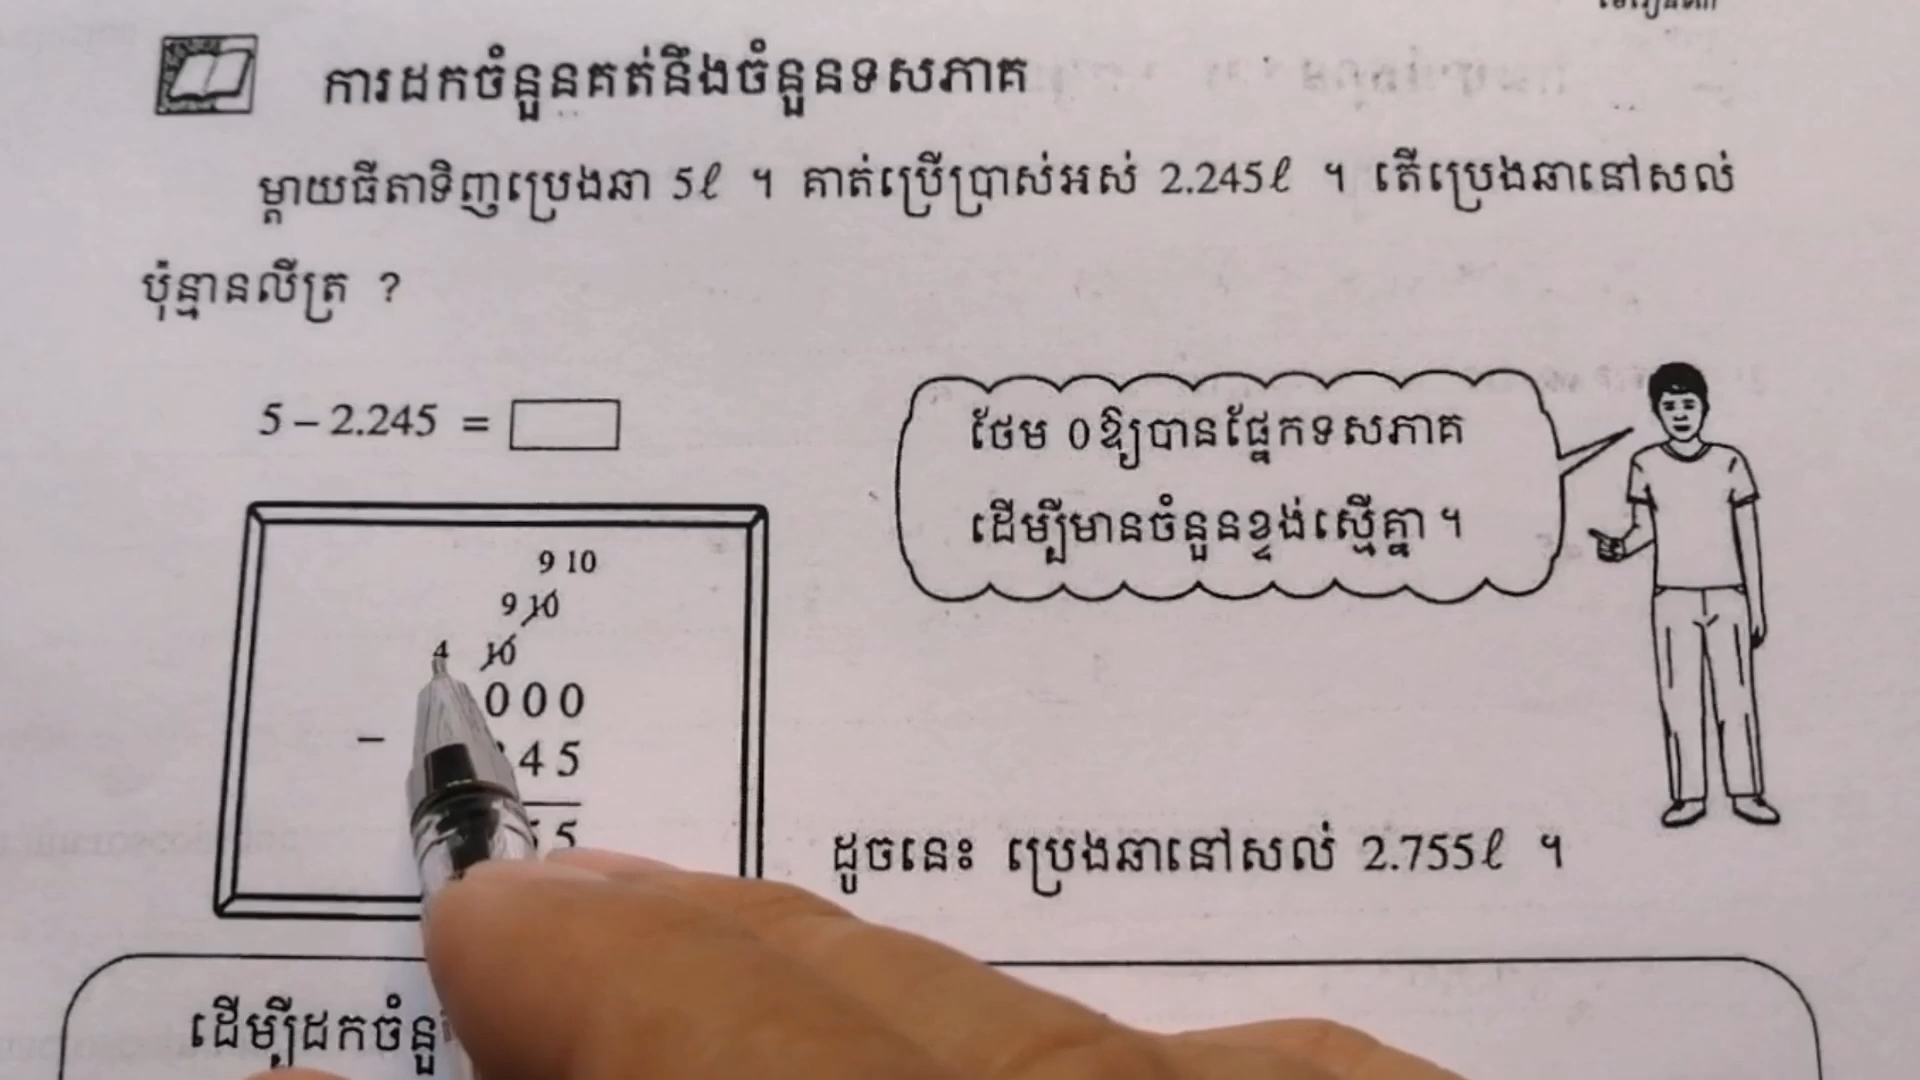 ការដកចំនួនគត់នឹងចំនួនទសភាគ
ម្ដាយធីតាទិញប្រេងឆា 5ℓ ។ គាត់ប្រើប្រាស់អស់ 2.245ℓ ។ តើប្រេងឆានៅសល់
ប៉ុន្មានលីត្រ ?
5 – 2.245 =
ថែម 0ឱ្យបានផ្នែកទសភាគ
ដើម្បីមានចំនួនខ្ទង់ស្មើគ្នា ។
9 10
9 10
4 10
000
– 45
5
ដូចនេះ ប្រេងឆានៅសល់ 2.755ℓ ។
ដើម្បីដកចំនួ